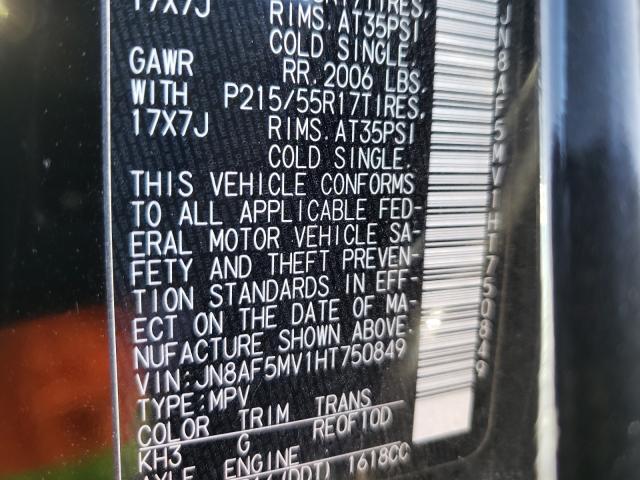 17X7J
TIRES,
RIMS. AT35PSI
COLD SINGLE.
GAWR RR. 2006 LBS.
WITH P215/55R17TIRES,
17X7J RIMS. AT35PSI
COLD SINGLE.
THIS VEHICLE CONFORMS
TO ALL APPLICABLE FED-
ERAL MOTOR VEHICLE SA-
FETY AND THEFT PREVEN-
TION STANDARDS IN EFF-
ECT ON THE DATE OF MA-
NUFACTURE SHOWN ABOVE.
VIN:JN8AF5MV1HT750849
TYPE:MPV
COLOR TRIM TRANS
KH3 G RE0F10D
AXLE ENGINE
(DDT) 1618CC
JN8AF5MV1HT750849